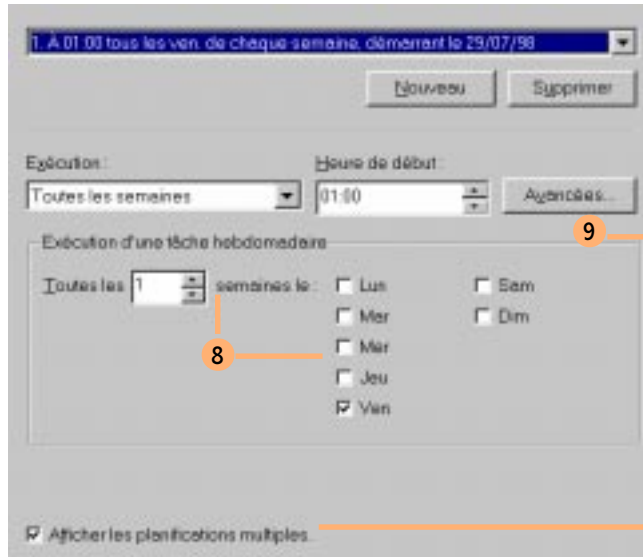 1. À 01:00 tous les ven. de chaque semaine, démarrant le 29/07/98
Nouveau Supprimer
Exécution : Heure de début :
Toutes les semaines 01:00 Avancées...
9
Exécution d'une tâche hebdomadaire
Toutes les 1 semaines le : Lun Sam
Mar Dim
8 Mer
Jeu
Ven
Afficher les planifications multiples.